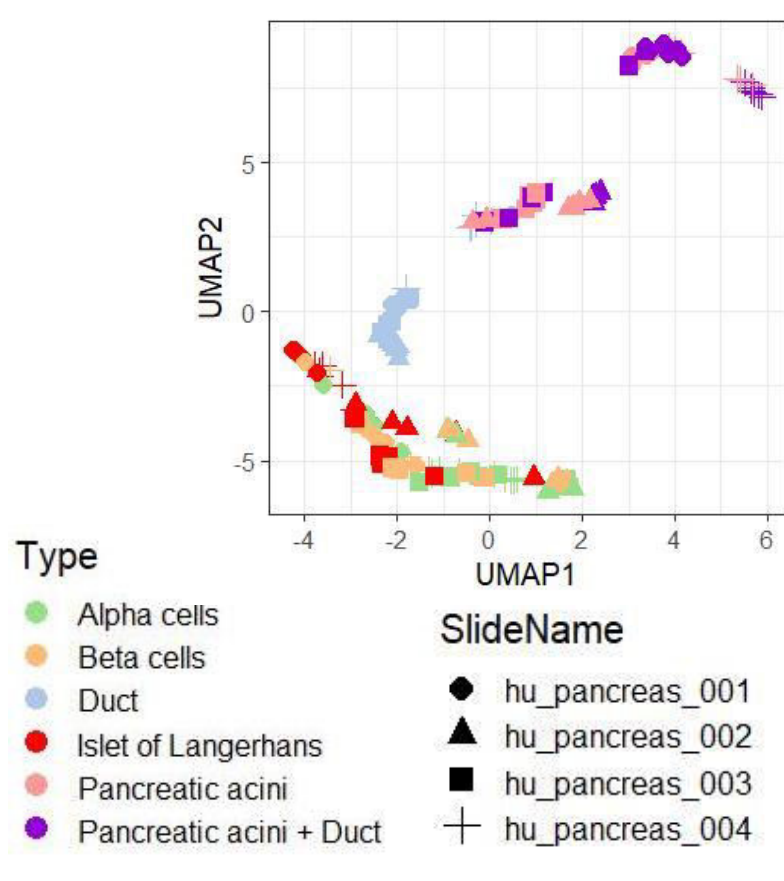 UMAP2
5
0
-5
-4
-2
0
2
4
6
UMAP1
Type
Alpha cells
Beta cells
Duct
Islet of Langerhans
Pancreatic acini
Pancreatic acini + Duct
SlideName
hu_pancreas_001
hu_pancreas_002
hu_pancreas_003
hu_pancreas_004